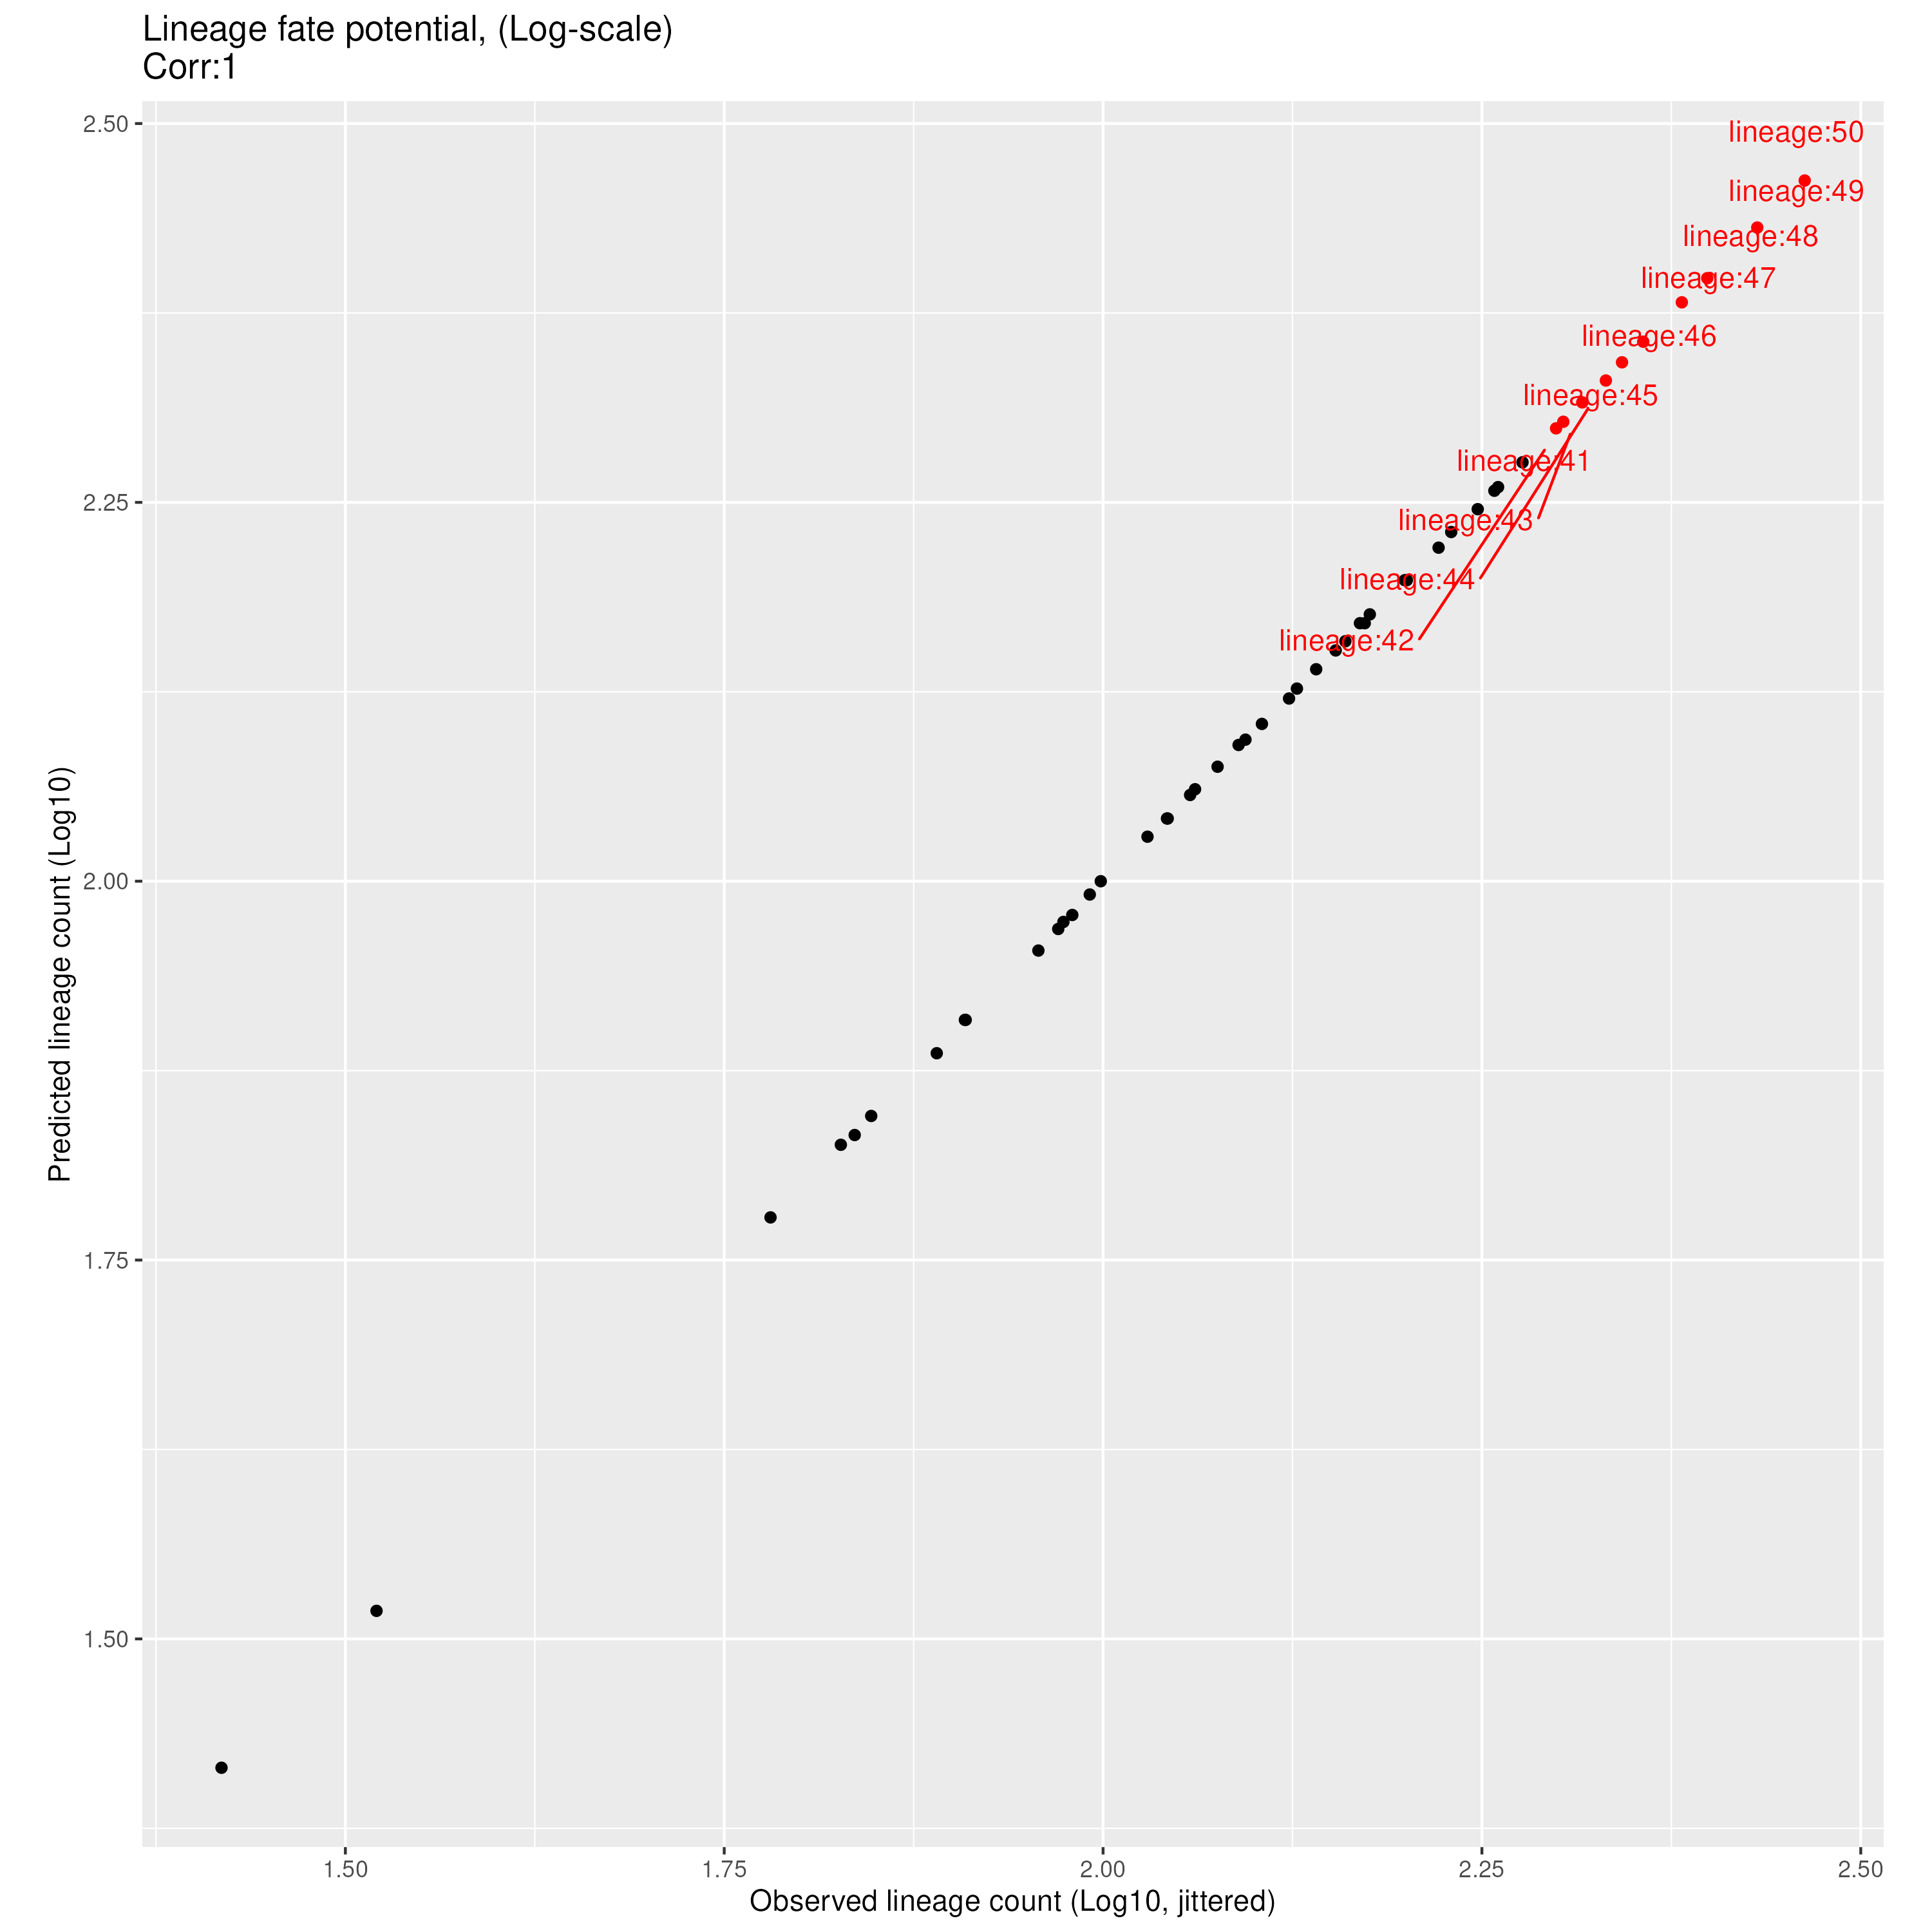 Lineage fate potential, (Log-scale)
Corr:1
Predicted lineage count (Log10)
2.50
2.25
2.00
1.75
1.50
lineage:50
lineage:49
lineage:48
lineage:47
lineage:46
lineage:45
lineage:41
lineage:43
lineage:44
lineage:42
1.50
1.75
2.00
2.25
2.50
Observed lineage count (Log10, jittered)